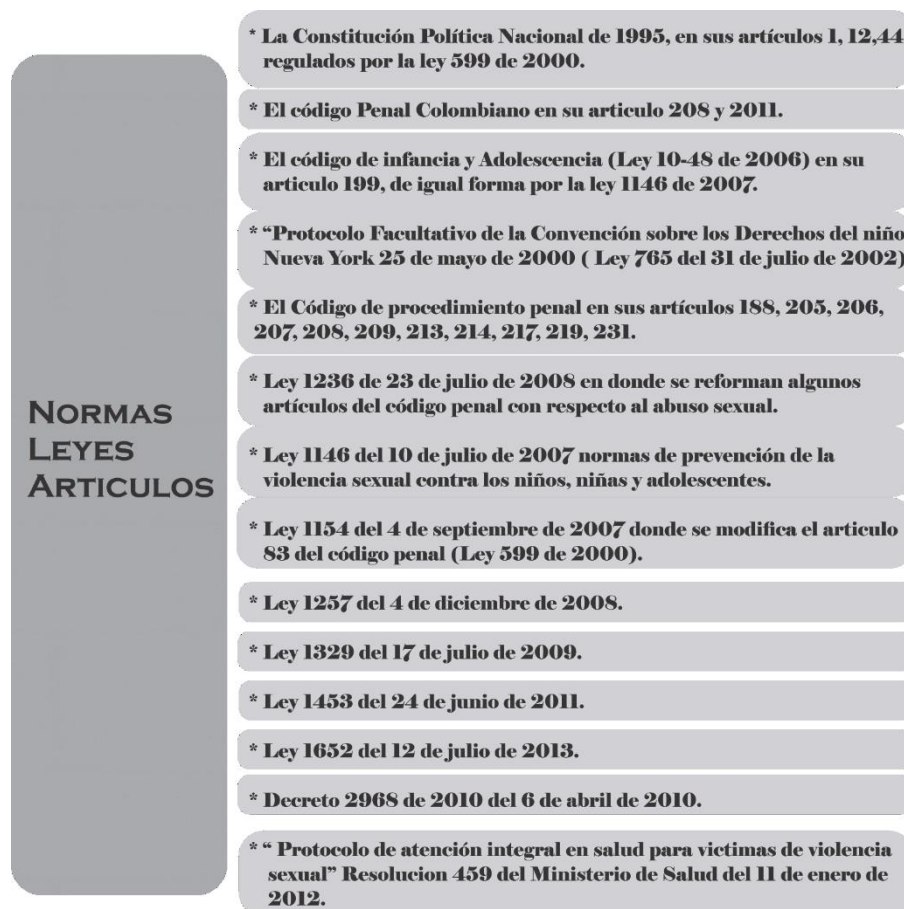 NORMAS
LEYES
ARTICULOS
* La Constitución Política Nacional de 1995, en sus artículos 1, 12,44
regulados por la ley 599 de 2000.
* El código Penal Colombiano en su articulo 208 y 2011.
* El código de infancia y Adolescencia (Ley 10-48 de 2006) en su
articulo 199, de igual forma por la ley 1146 de 2007.
* “Protocolo Facultativo de la Convención sobre los Derechos del niño
Nueva York 25 de mayo de 2000 ( Ley 765 del 31 de julio de 2002)
* El Código de procedimiento penal en sus artículos 188, 205, 206,
207, 208, 209, 213, 214, 217, 219, 231.
* Ley 1236 de 23 de julio de 2008 en donde se reforman algunos
artículos del código penal con respecto al abuso sexual.
* Ley 1146 del 10 de julio de 2007 normas de prevención de la
violencia sexual contra los niños, niñas y adolescentes.
* Ley 1154 del 4 de septiembre de 2007 donde se modifica el articulo
83 del código penal (Ley 599 de 2000).
* Ley 1257 del 4 de diciembre de 2008.
* Ley 1329 del 17 de julio de 2009.
* Ley 1453 del 24 de junio de 2011.
* Ley 1652 del 12 de julio de 2013.
* Decreto 2968 de 2010 del 6 de abril de 2010.
* “ Protocolo de atención integral en salud para victimas de violencia
sexual” Resolucion 459 del Ministerio de Salud del 11 de enero de
2012.